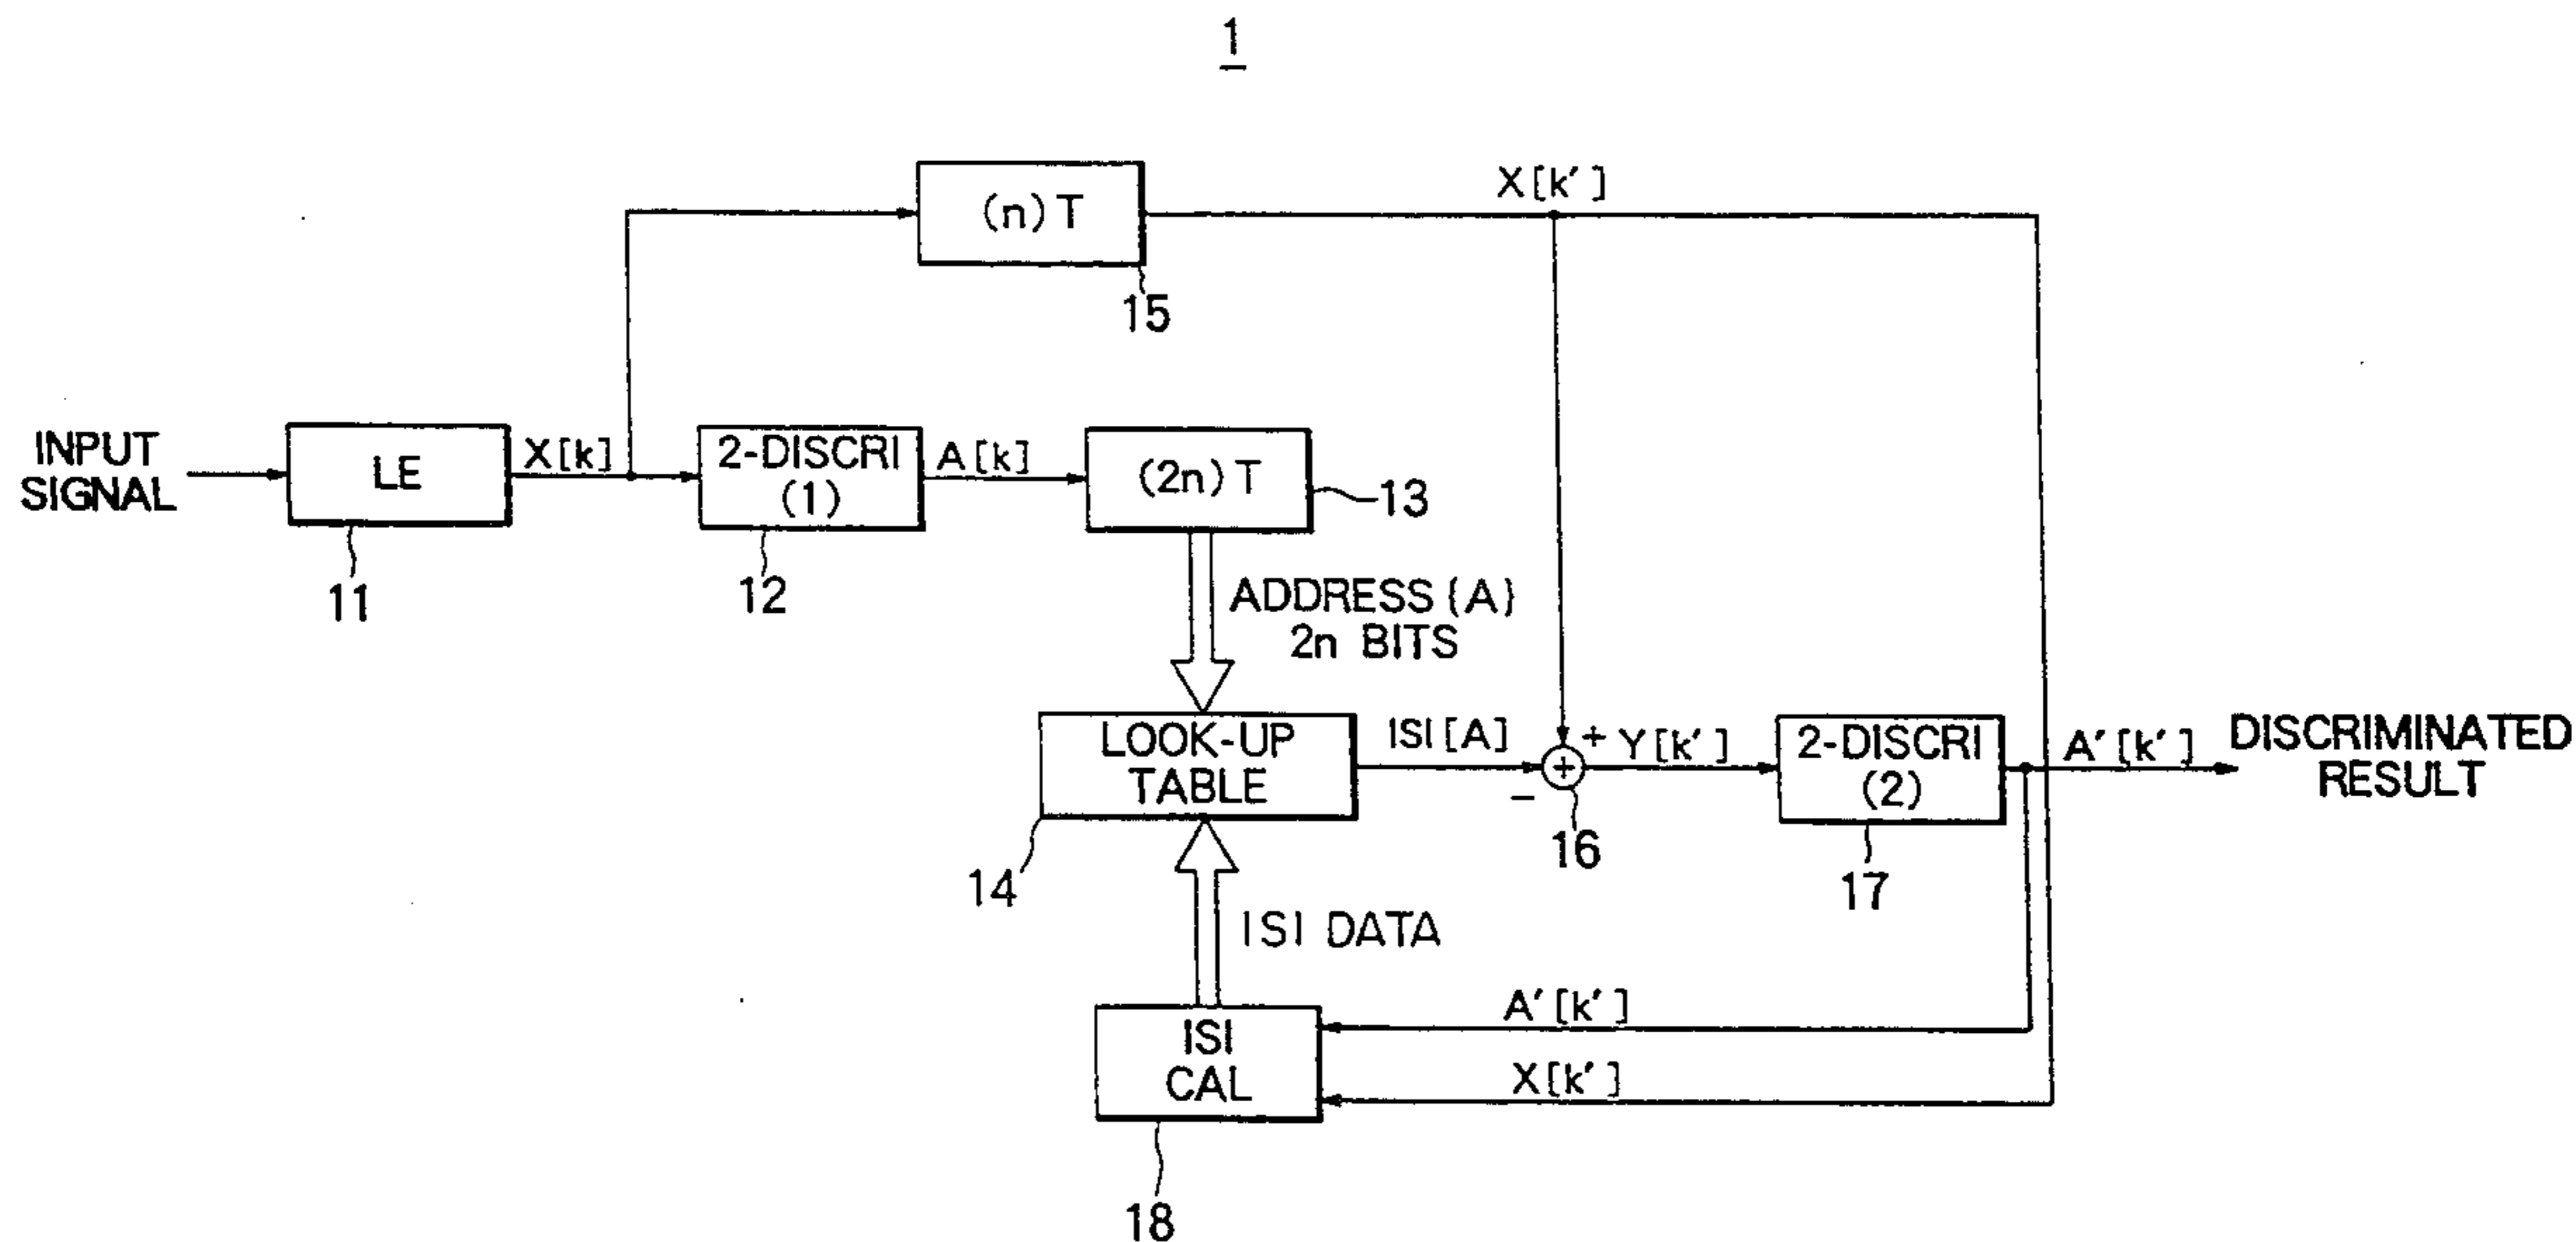 1
(n) T
X[k′]
15
INPUT
SIGNAL
LE
X[k]
2-DISCRI
(1)
A[k]
(2n) T
13
11
12
ADDRESS (A)
2n BITS
LOOK-UP
TABLE
ISI[A]
+
+
-
Y[k′]
2-DISCRI
(2)
A′[k′]
DISCRIMINATED
RESULT
14
16
17
ISI DATA
ISI
CAL
A′[k′]
X[k′]
18